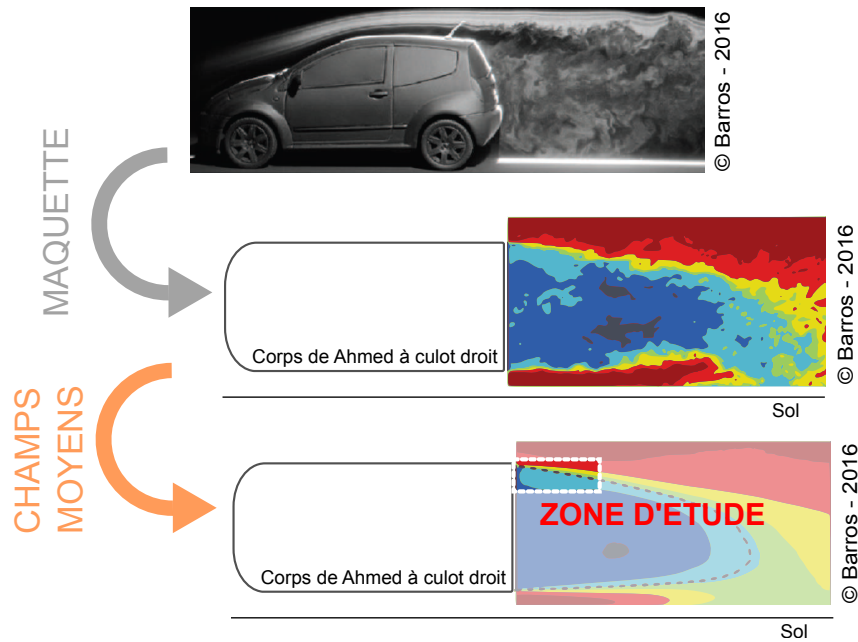 © Barros - 2016
MAQUETTE
Corps de Ahmed à culot droit
© Barros - 2016
Sol
CHAMPS
MOYENS
ZONE D'ETUDE
Corps de Ahmed à culot droit
© Barros - 2016
Sol